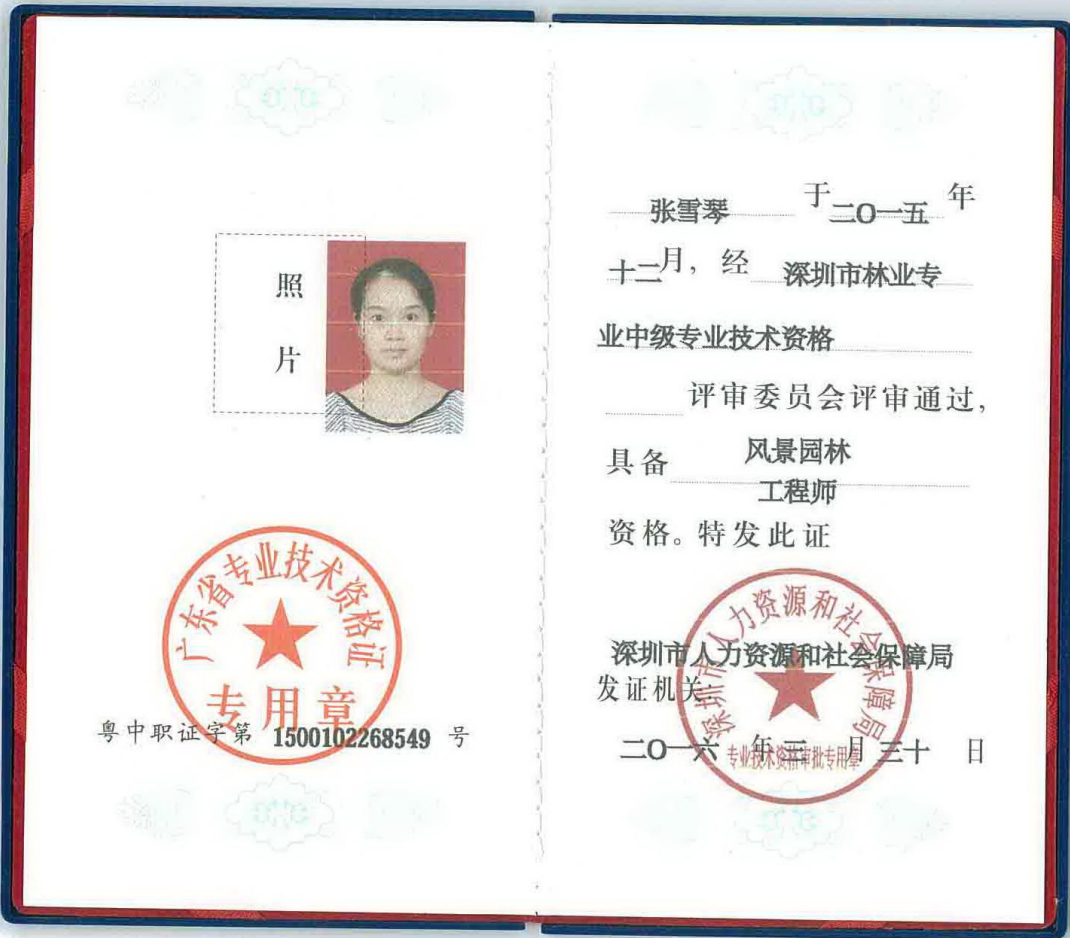 照
片
广东省专业技术资格证
专用章
粤中职证字第 1500102268549 号
张雪琴 于二〇一五 年
十二月，经 深圳市林业专
业中级专业技术资格
评审委员会评审通过，
具备 风景园林
工程师
资格。特发此证
深圳市人力资源和社会保障局
发证机关：
深圳市人力资源和社会保障局
专业技术资格审批专用章
二〇一六 年三 月三十 日